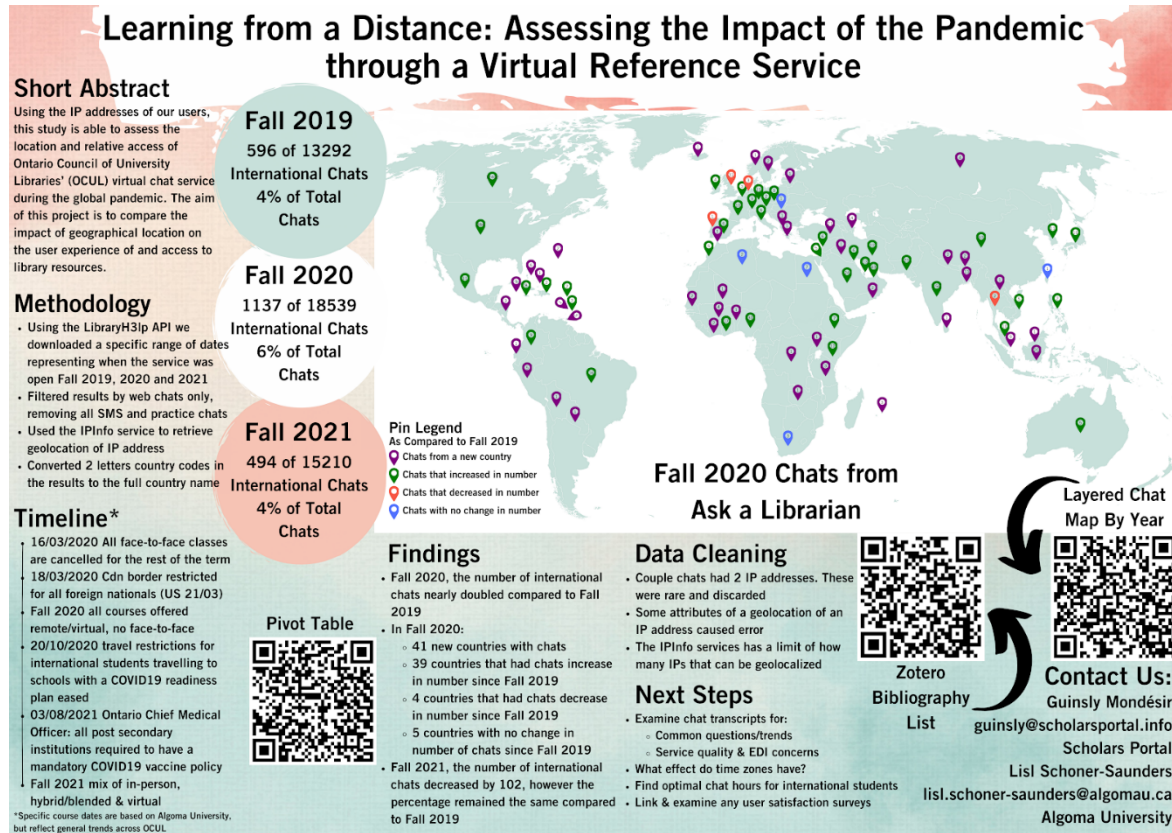 Learning from a Distance: Assessing the Impact of the Pandemic
through a Virtual Reference Service
Short Abstract
Using the IP addresses of our users,
this study is able to assess the
location and relative access of
Ontario Council of University
Libraries' (OCUL) virtual chat service
during the global pandemic. The aim
of this project is to compare the
impact of geographical location on
the user experience of and access to
library resources.
Methodology
• Using the LibraryH3lp API we
downloaded a specific range of dates
representing when the service was
open Fall 2019, 2020 and 2021
• Filtered results by web chats only,
removing all SMS and practice chats
• Used the IPInfo service to retrieve
geolocation of IP address
• Converted 2 letters country codes in
the results to the full country name
Timeline*
• 16/03/2020 All face-to-face classes
are cancelled for the rest of the term
• 18/03/2020 Cdn border restricted
for all foreign nationals (US 21/03)
• Fall 2020 all courses offered
remote/virtual, no face-to-face
• 20/10/2020 travel restrictions for
international students travelling to
schools with a COVID19 readiness
plan eased
• 03/08/2021 Ontario Chief Medical
Officer: all post secondary
institutions required to have a
mandatory COVID19 vaccine policy
• Fall 2021 mix of in-person,
hybrid/blended & virtual
*Specific course dates are based on Algoma University,
but reflect general trends across OCUL
Fall 2019
596 of 13292
International Chats
4% of Total
Chats
Fall 2020
1137 of 18539
International Chats
6% of Total
Chats
Fall 2021
494 of 15210
International Chats
4% of Total
Chats
Pivot Table
Pin Legend
As Compared to Fall 2019
Chats from a new country
Chats that increased in number
Chats that decreased in number
Chats with no change in number
Fall 2020 Chats from
Ask a Librarian
Findings
• Fall 2020, the number of international
chats nearly doubled compared to Fall
2019
• In Fall 2020:
◦ 41 new countries with chats
◦ 39 countries that had chats increase
in number since Fall 2019
◦ 4 countries that had chats decrease
in number since Fall 2019
◦ 5 countries with no change in
number of chats since Fall 2019
• Fall 2021, the number of international
chats decreased by 102, however the
percentage remained the same compared
to Fall 2019
Data Cleaning
• Couple chats had 2 IP addresses. These
were rare and discarded
• Some attributes of a geolocation of an
IP address caused error
• The IPInfo services has a limit of how
many IPs that can be geolocalized
Next Steps
• Examine chat transcripts for:
◦ Common questions/trends
◦ Service quality & EDI concerns
• What effect do time zones have?
• Find optimal chat hours for international students
• Link & examine any user satisfaction surveys
Layered Chat
Map By Year
Zotero
Bibliography
List
Contact Us:
Guinsly Mondésir
guinsly@scholarsportal.info
Scholars Portal
Lisl Schoner-Saunders
lisl.schoner-saunders@algomau.ca
Algoma University